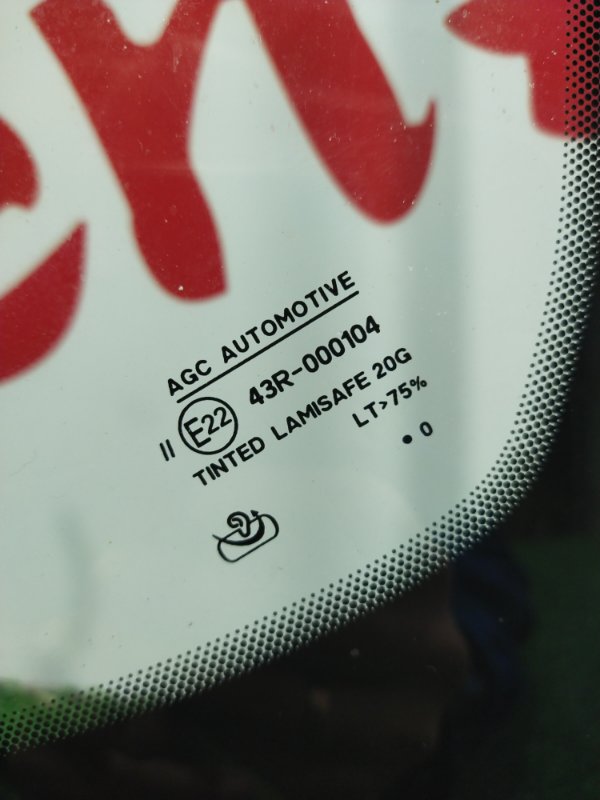 AGC AUTOMOTIVE
II E22 43R-000104
TINTED LAMISAFE 20G
LT>75%
• 0